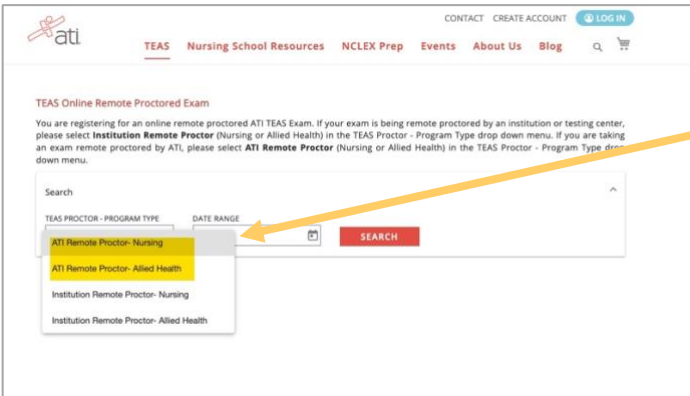 CONTACT CREATE ACCOUNT LOG IN
ati
TEAS Nursing School Resources NCLEX Prep Events About Us Blog
TEAS Online Remote Proctored Exam
You are registering for an online remote proctored ATI TEAS Exam. If your exam is being remote proctored by an institution or testing center,
please select Institution Remote Proctor (Nursing or Allied Health) in the TEAS Proctor - Program Type drop down menu. If you are taking
an exam remote proctored by ATI, please select ATI Remote Proctor (Nursing or Allied Health) in the TEAS Proctor - Program Type drop
down menu.
Search
TEAS PROCTOR - PROGRAM TYPE DATE RANGE
SEARCH
ATI Remote Proctor- Nursing
ATI Remote Proctor- Allied Health
Institution Remote Proctor- Nursing
Institution Remote Proctor- Allied Health